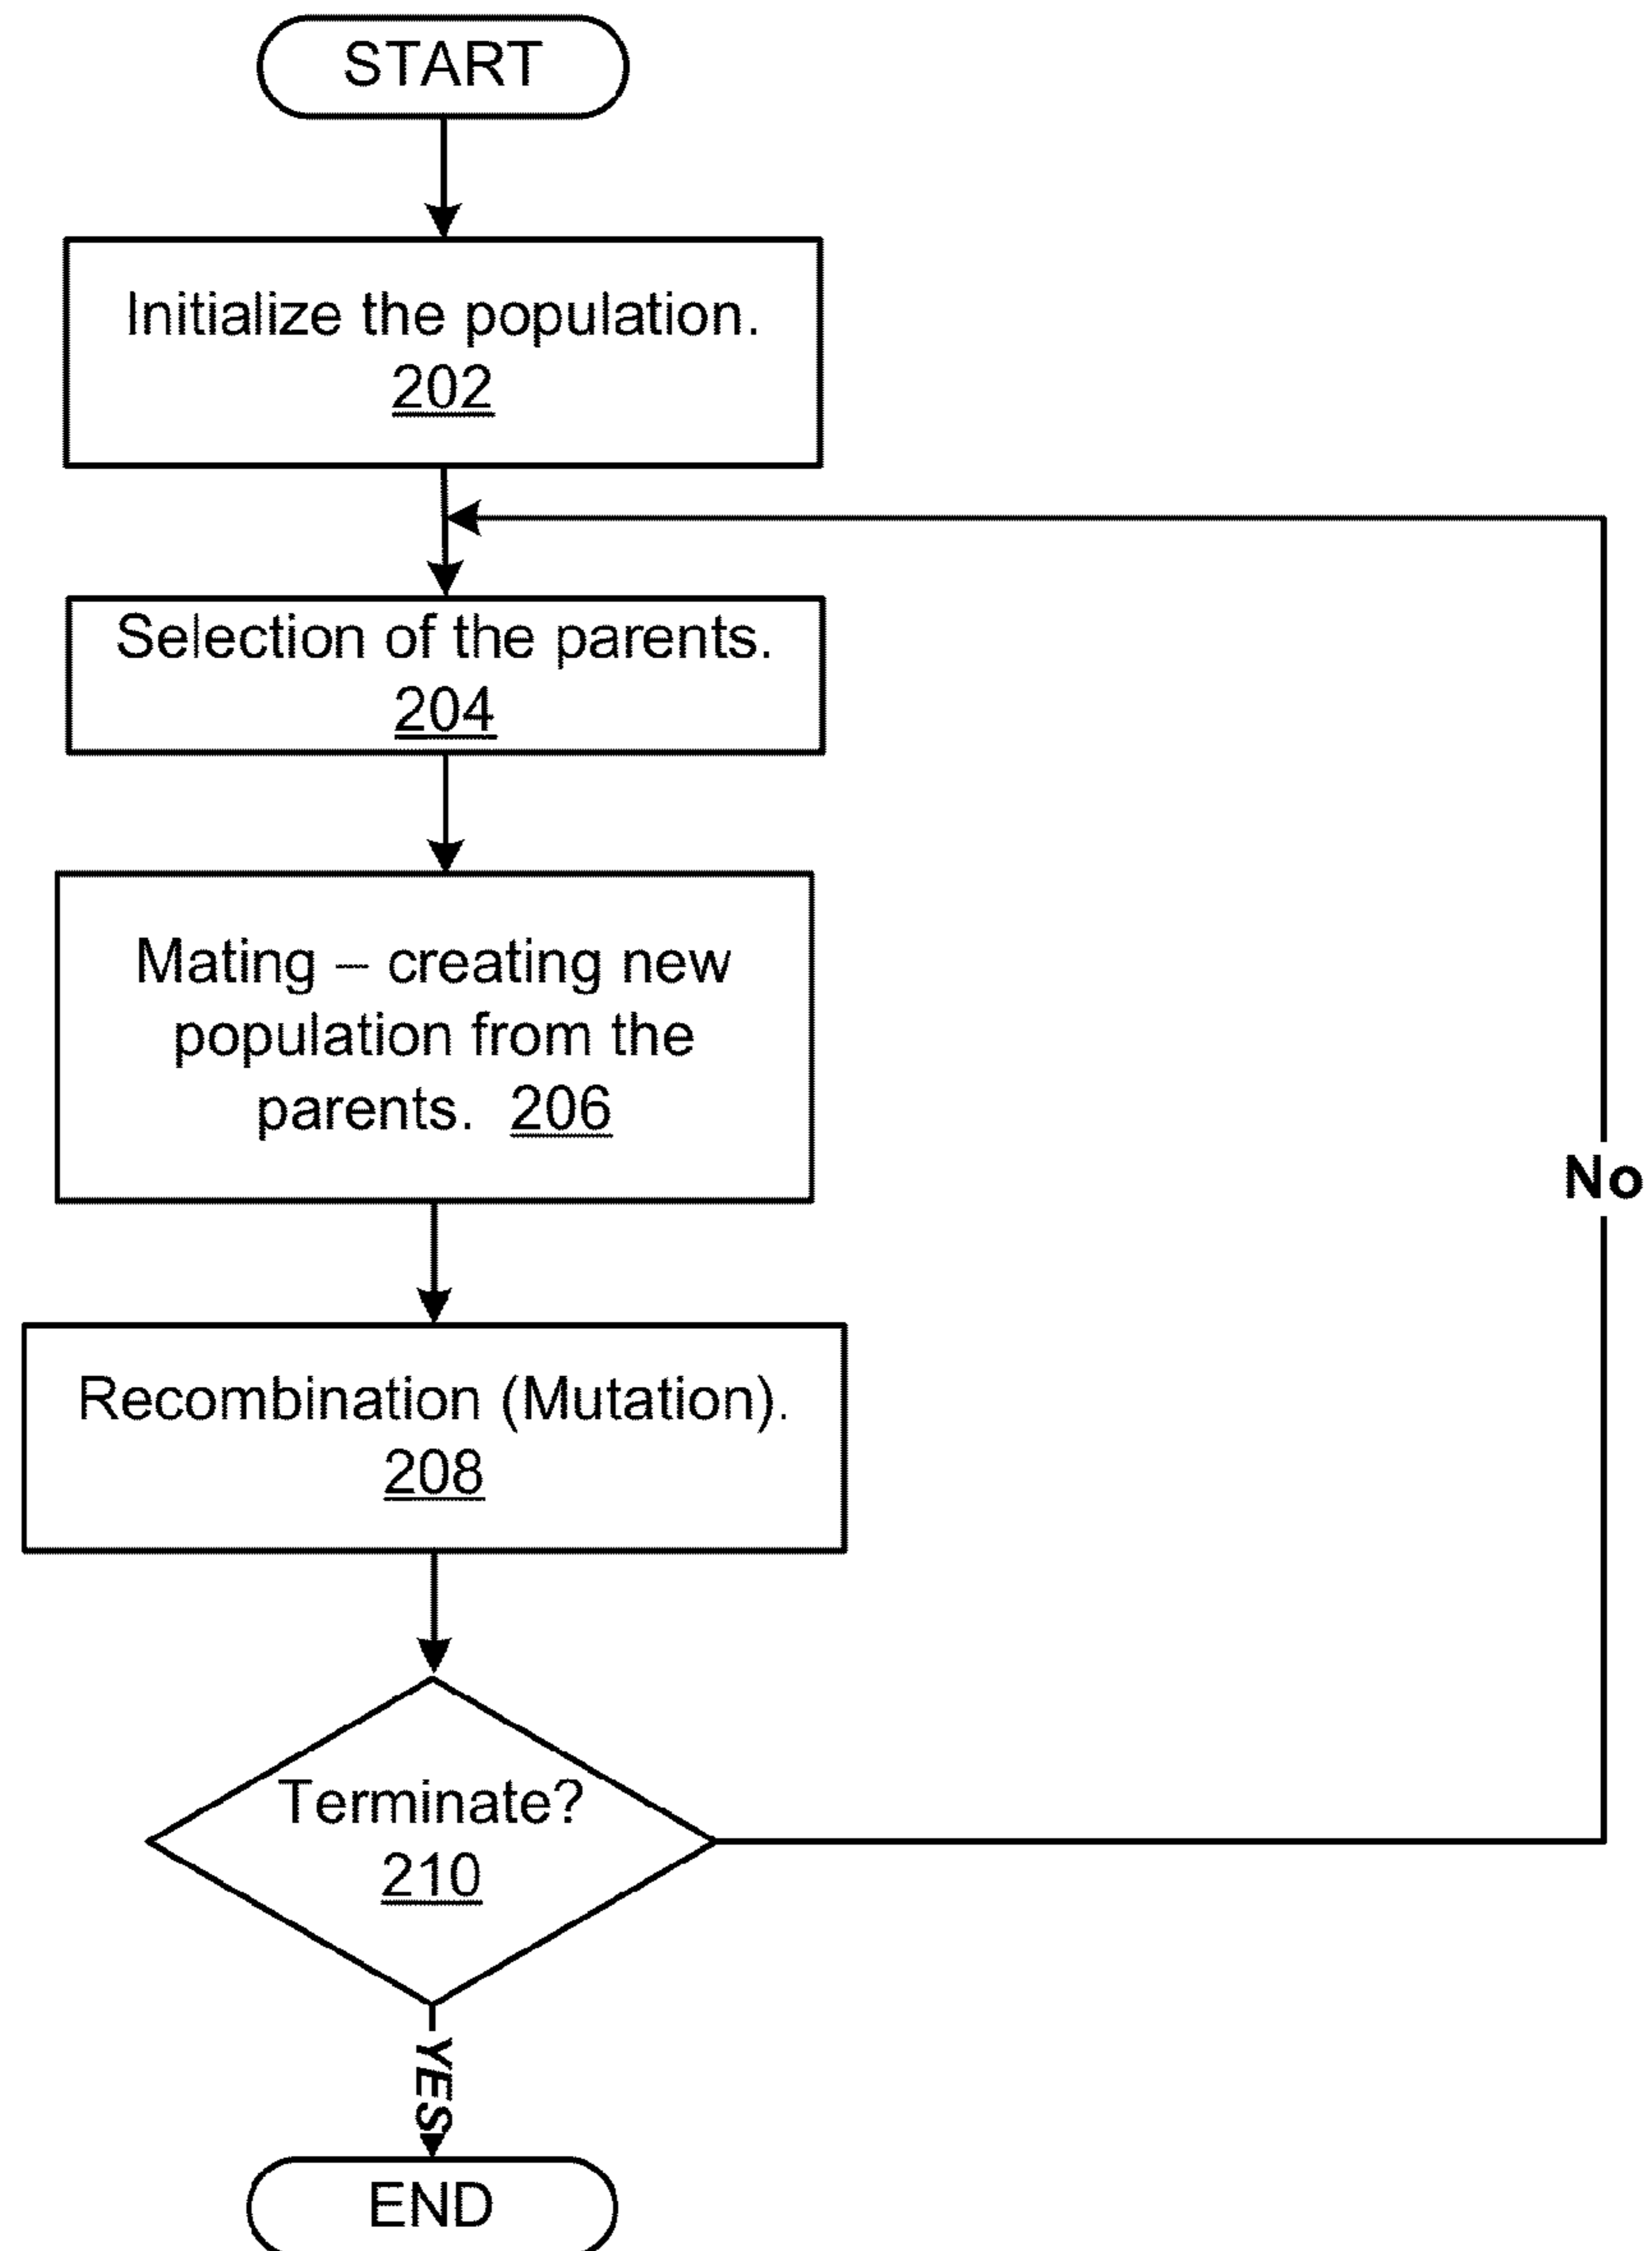 START
Initialize the population.
202
Selection of the parents.
204
Mating – creating new
population from the
parents. 206
No
Recombination (Mutation).
208
Terminate?
210
YES
END